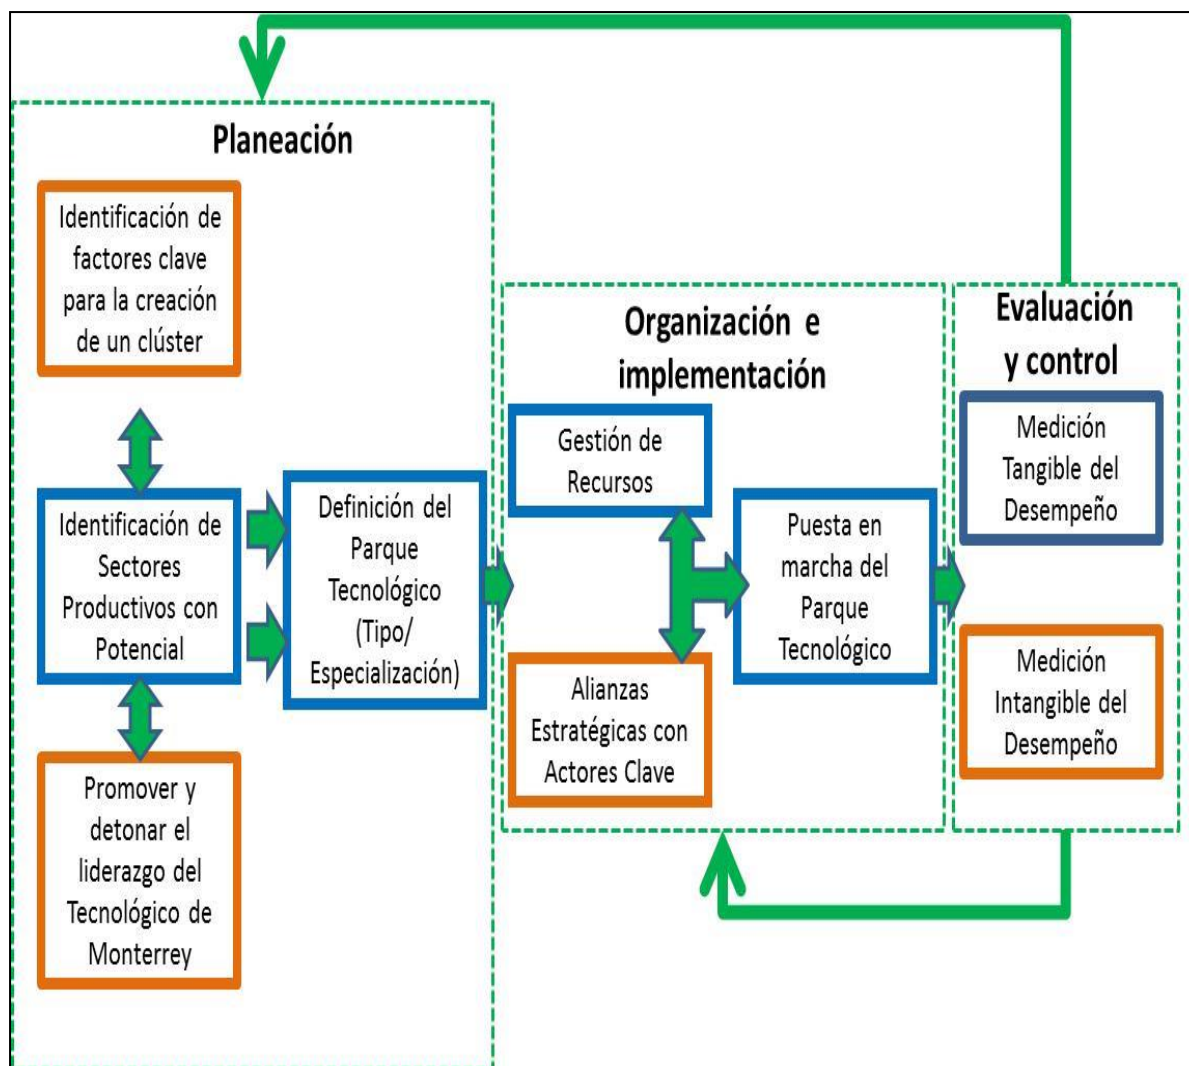 Planeación
Identificación de
factores clave
para la creación
de un clúster
Identificación de
Sectores
Productivos con
Potencial
Promover y
detonar el
liderazgo del
Tecnológico de
Monterrey
Definición del
Parque
Tecnológico
(Tipo/
Especialización)
Organización e
implementación
Gestión de
Recursos
Alianzas
Estratégicas con
Actores Clave
Puesta en
marcha del
Parque
Tecnológico
Evaluación
y control
Medición
Tangible del
Desempeño
Medición
Intangible del
Desempeño